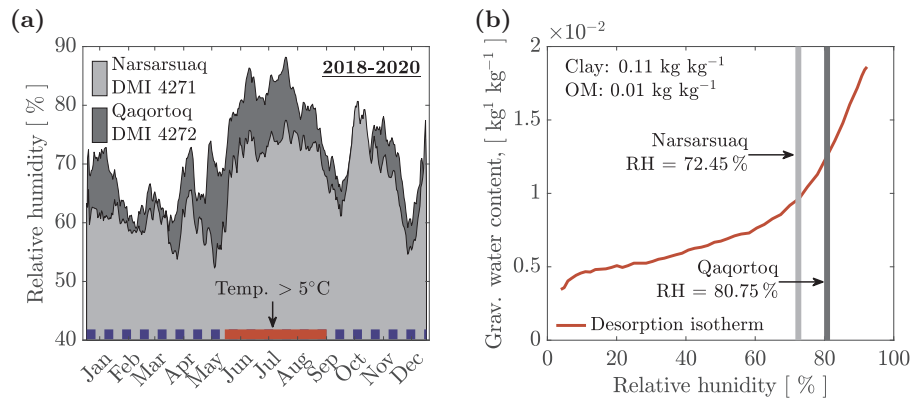 (a)
Relative humidity [ % ]
90
80
70
60
50
40
Narsarsuaq
DMI 4271
Qaqortoq
DMI 4272
2018-2020
Temp. > 5°C
Jan
Feb
Mar
Apr
May
Jun
Jul
Aug
Sep
Oct
Nov
Dec
(b)
×10⁻²
Grav. water content, [ kg¹ kg⁻¹ ]
2
1.5
1
0.5
0
Clay: 0.11 kg kg⁻¹
OM: 0.01 kg kg⁻¹
Narsarsuaq
RH = 72.45 %
Qaqortoq
RH = 80.75 %
Desorption isotherm
0 20 40 60 80 100
Relative hunidity [ % ]